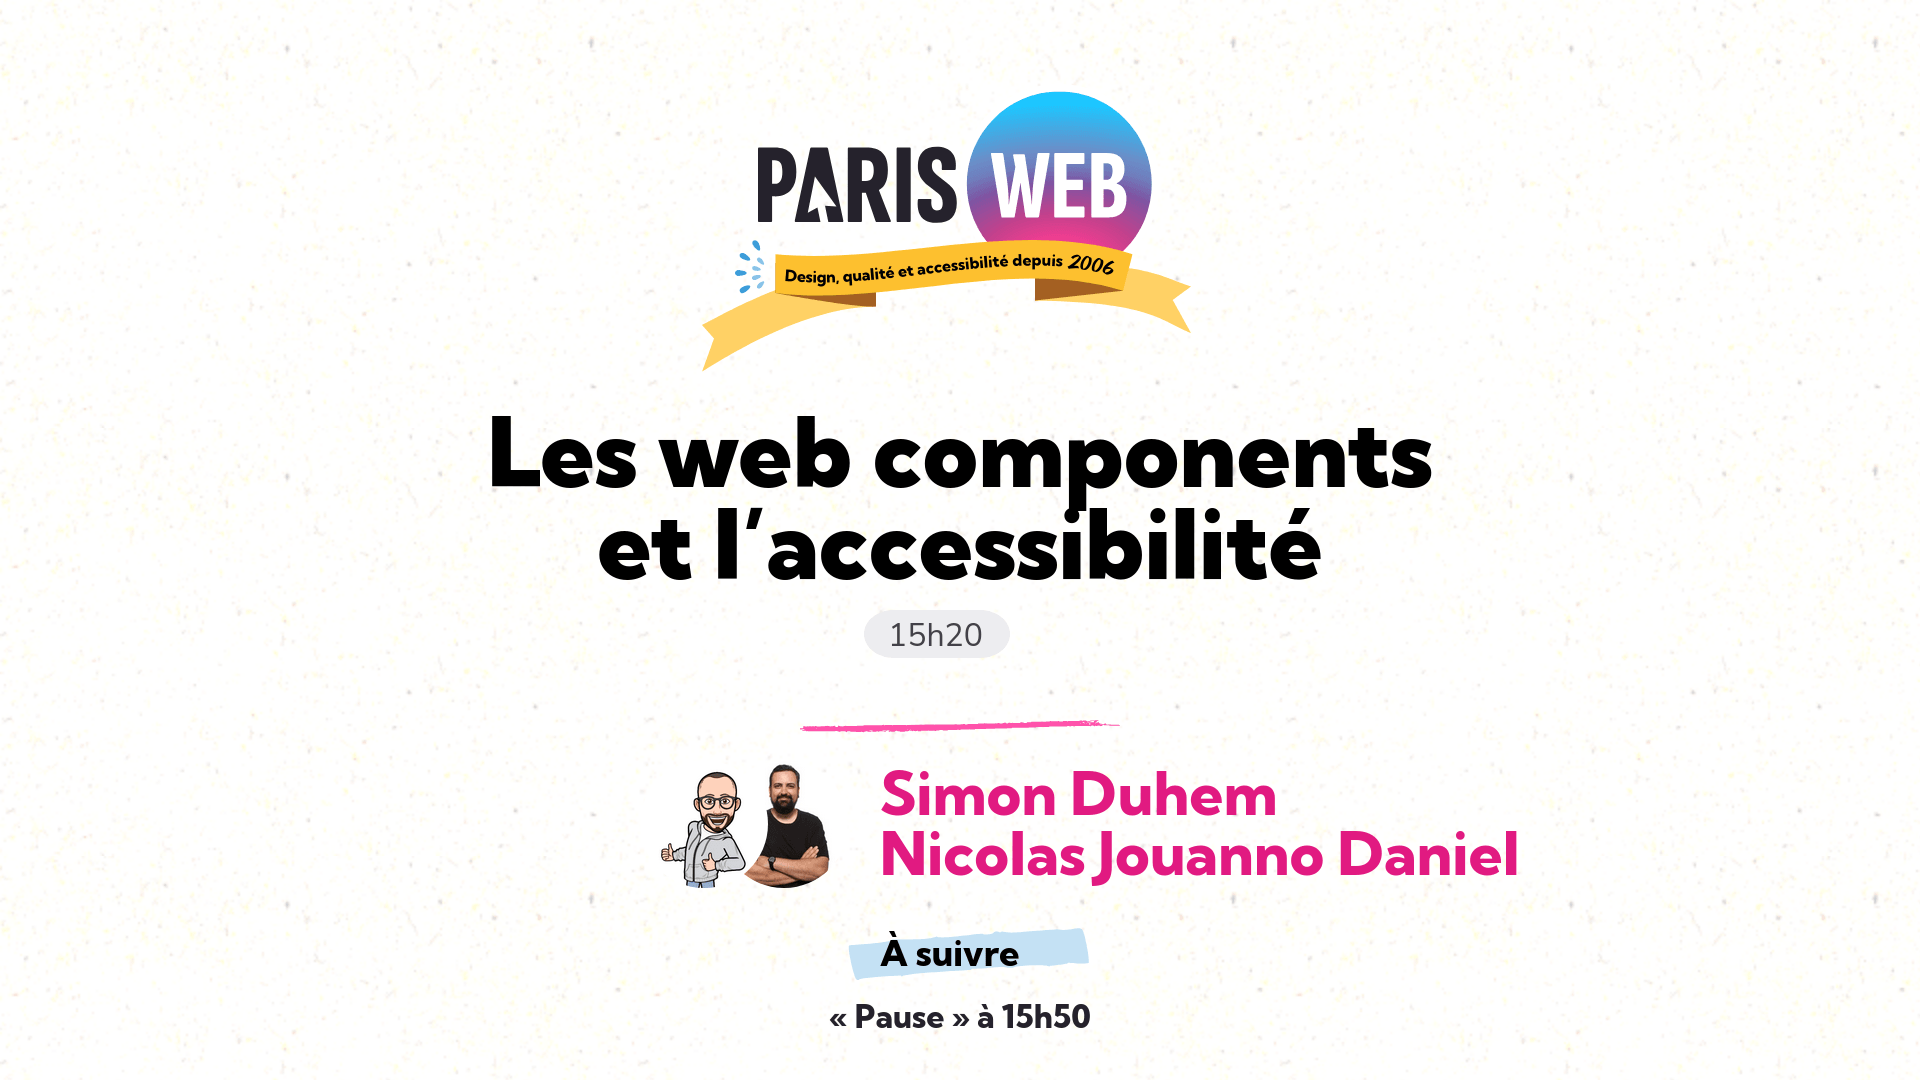 PARIS WEB
Design, qualité et accessibilité depuis 2006
Les web components
et l’accessibilité
15h20
Simon Duhem
Nicolas Jouanno Daniel
À suivre
« Pause » à 15h50